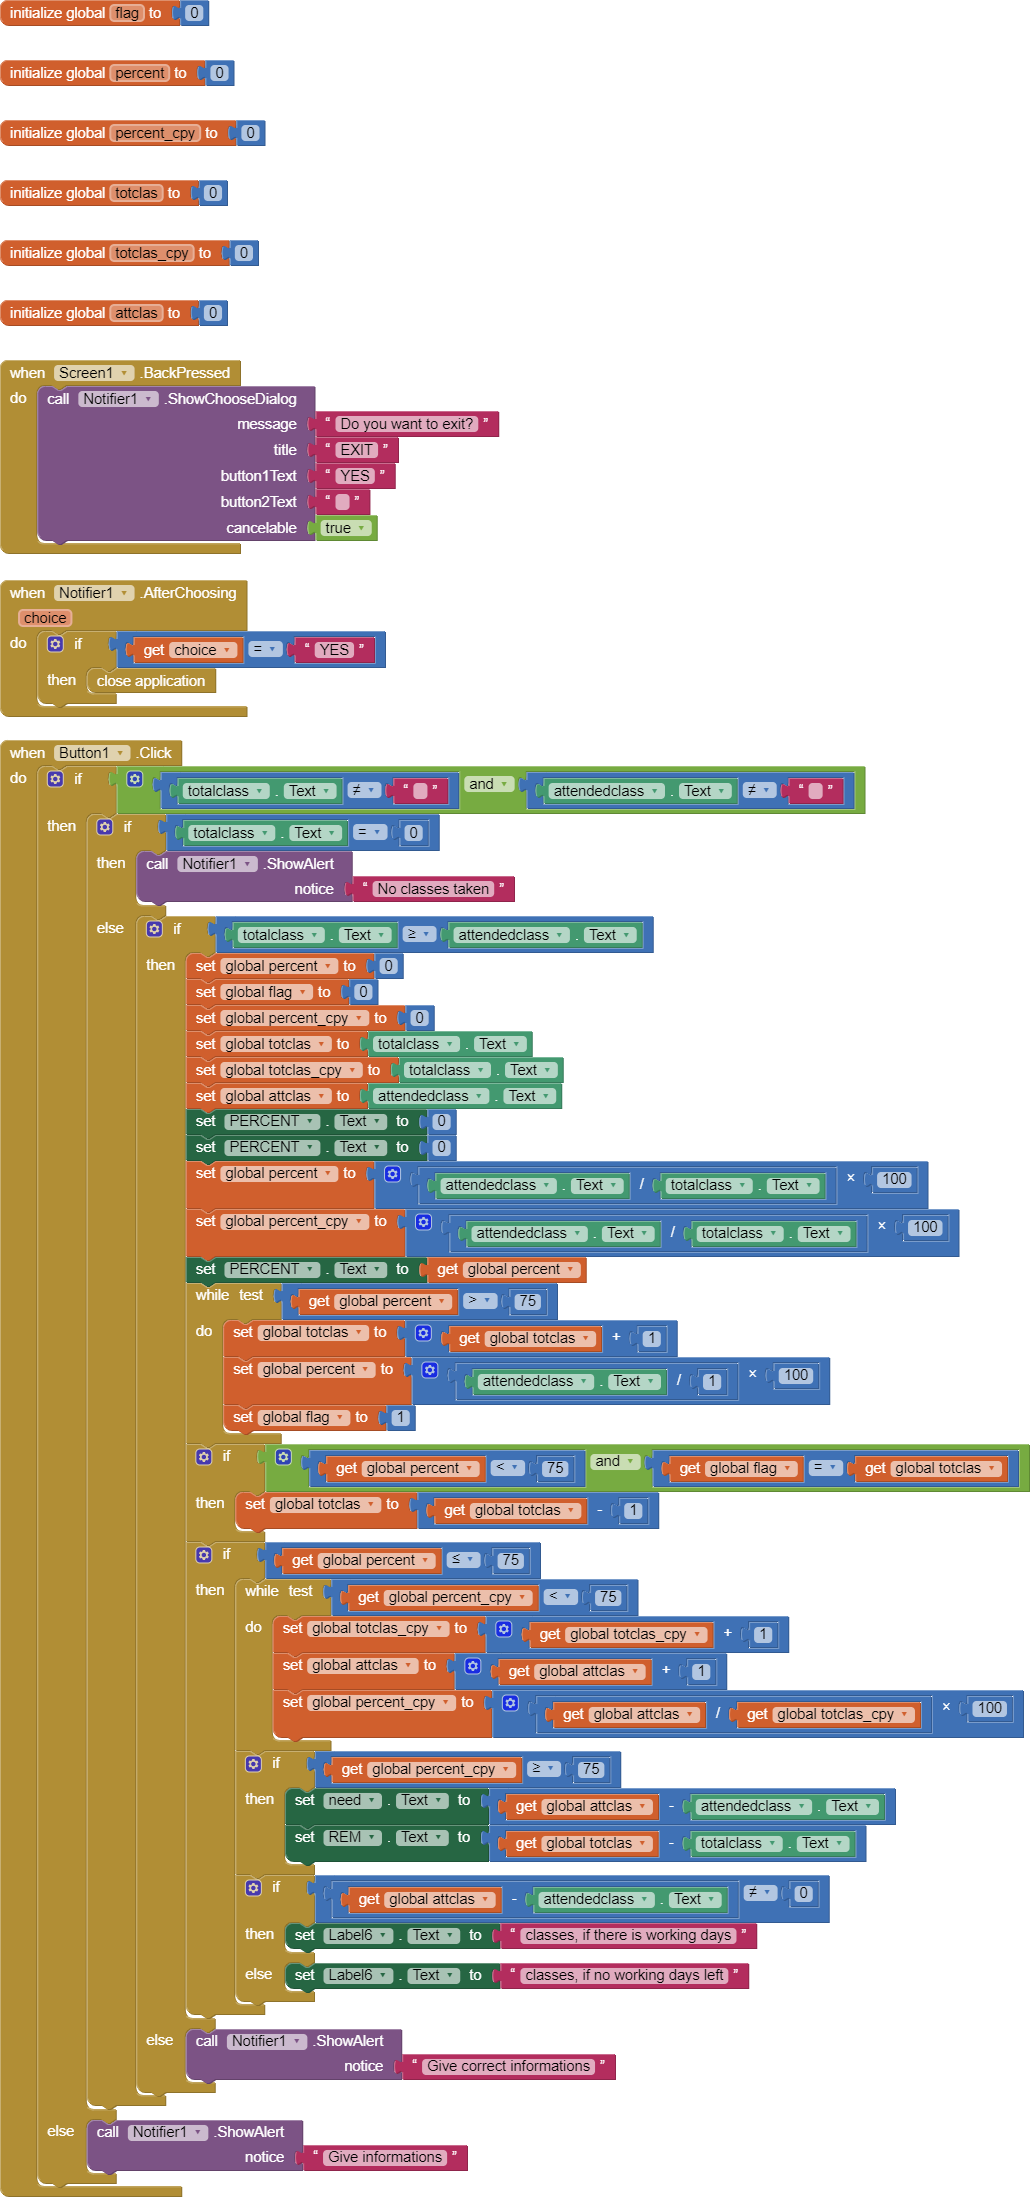 initialize global flag to 0
initialize global percent to 0
initialize global percent_cpy to 0
initialize global totclas to 0
initialize global totclas_cpy to 0
initialize global attclas to 0
when Screen1 .BackPressed
do call Notifier1 .ShowChooseDialog
message “ Do you want to exit? ”
title “ EXIT ”
button1Text “ YES ”
button2Text “ ”
cancelable true
when Notifier1 .AfterChoosing
choice
do if get choice = “ YES ”
then close application
when Button1 .Click
do if totalclass . Text ≠ “ ” and attendedclass . Text ≠ “ ”
then if totalclass . Text = 0
then call Notifier1 .ShowAlert
notice “ No classes taken ”
else if totalclass . Text ≥ attendedclass . Text
then set global percent to 0
set global flag to 0
set global percent_cpy to 0
set global totclas to totalclass . Text
set global totclas_cpy to totalclass . Text
set global attclas to attendedclass . Text
set PERCENT . Text to 0
set PERCENT . Text to 0
set global percent to attendedclass . Text / totalclass . Text × 100
set global percent_cpy to attendedclass . Text / totalclass . Text × 100
set PERCENT . Text to get global percent
while test get global percent > 75
do set global totclas to get global totclas + 1
set global percent to attendedclass . Text / 1 × 100
set global flag to 1
if get global percent < 75 and get global flag = get global totclas
then set global totclas to get global totclas - 1
if get global percent ≤ 75
then while test get global percent_cpy < 75
do set global totclas_cpy to get global totclas_cpy + 1
set global attclas to get global attclas + 1
set global percent_cpy to get global attclas / get global totclas_cpy × 100
if get global percent_cpy ≥ 75
then set need . Text to get global attclas - attendedclass . Text
set REM . Text to get global totclas - totalclass . Text
if get global attclas - attendedclass . Text ≠ 0
then set Label6 . Text to “ classes, if there is working days ”
else set Label6 . Text to “ classes, if no working days left ”
else call Notifier1 .ShowAlert
notice “ Give correct informations ”
else call Notifier1 .ShowAlert
notice “ Give informations ”